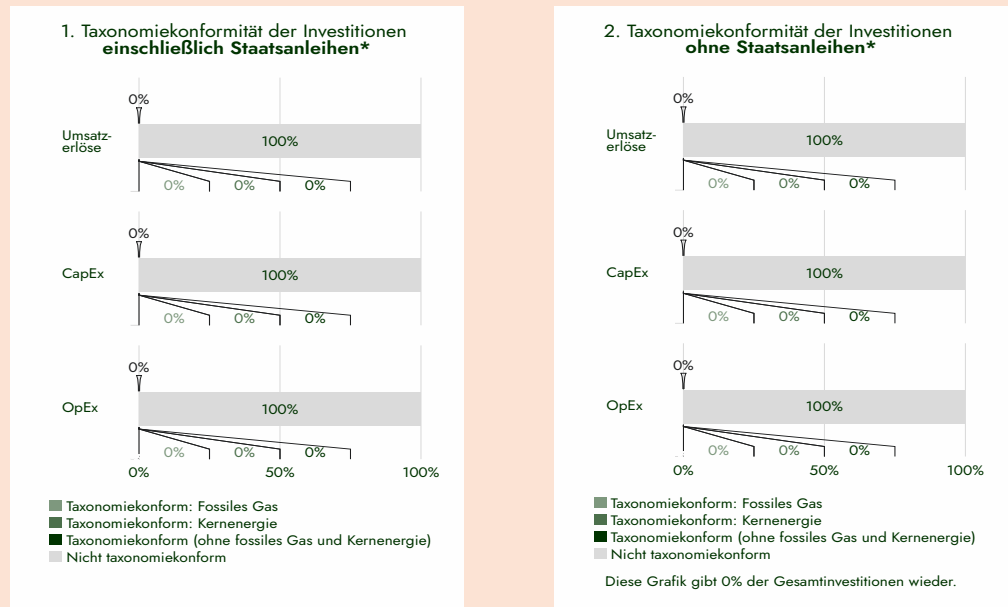 1. Taxonomiekonformität der Investitionen
einschließlich Staatsanleihen*
0%
Umsatz-
erlöse
100%
0% 0% 0%
0%
CapEx
100%
0% 0% 0%
0%
OpEx
100%
0% 0% 0%
0% 50% 100%
Taxonomiekonform: Fossiles Gas
Taxonomiekonform: Kernenergie
Taxonomiekonform (ohne fossiles Gas und Kernenergie)
Nicht taxonomiekonform
2. Taxonomiekonformität der Investitionen
ohne Staatsanleihen*
0%
Umsatz-
erlöse
100%
0% 0% 0%
0%
CapEx
100%
0% 0% 0%
0%
OpEx
100%
0% 0% 0%
0% 50% 100%
Taxonomiekonform: Fossiles Gas
Taxonomiekonform: Kernenergie
Taxonomiekonform (ohne fossiles Gas und Kernenergie)
Nicht taxonomiekonform
Diese Grafik gibt 0% der Gesamtinvestitionen wieder.